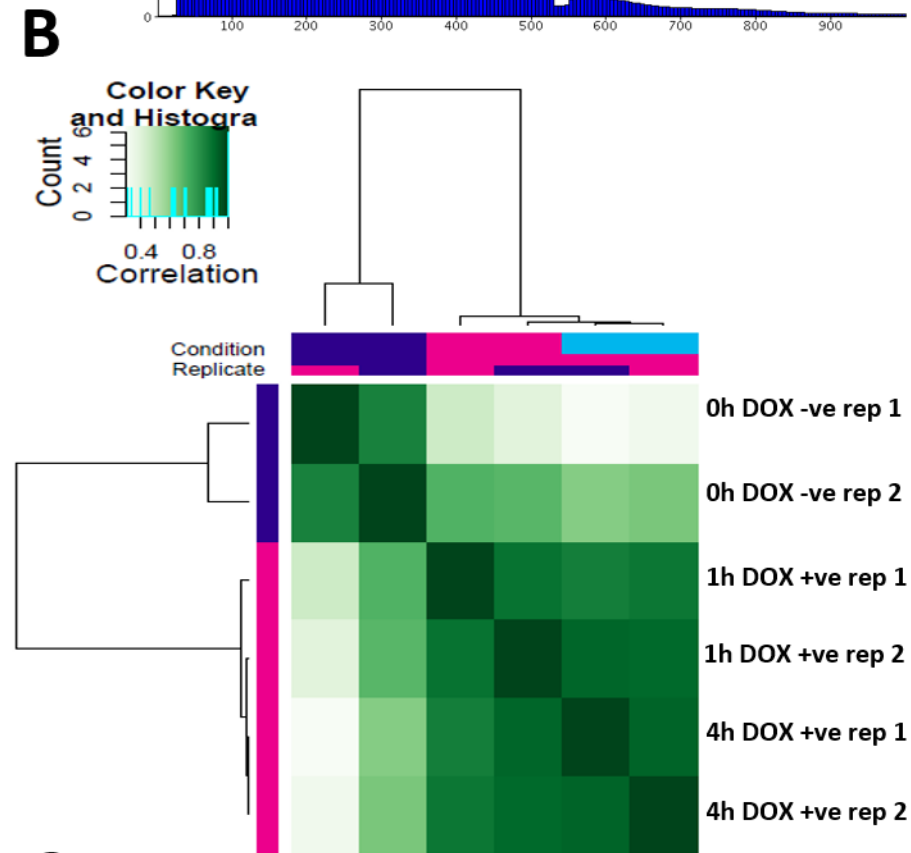 0
100 200 300 400 500 600 700 800 900
B
Color Key
and Histogra
Count
0 2 4 6
0.4 0.8
Correlation
Condition
Replicate
0h DOX -ve rep 1
0h DOX -ve rep 2
1h DOX +ve rep 1
1h DOX +ve rep 2
4h DOX +ve rep 1
4h DOX +ve rep 2